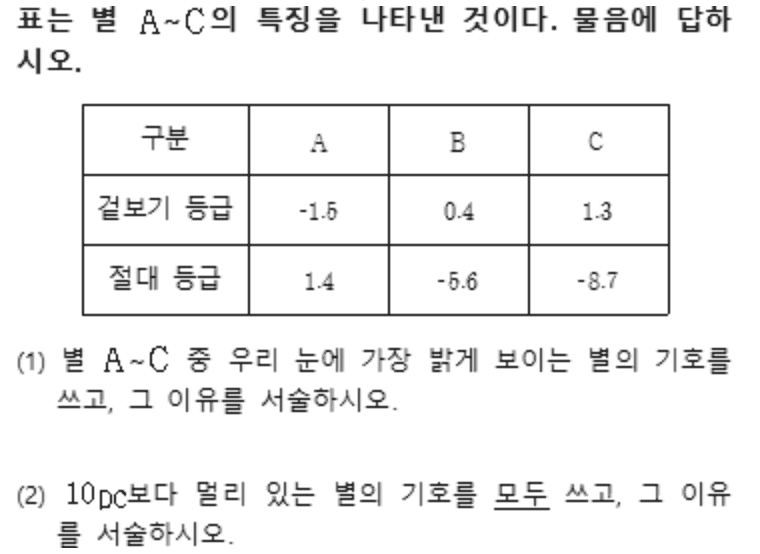 표는 별 A~C의 특징을 나타낸 것이다. 물음에 답하
시오.
구분 A B C
겉보기 등급 -1.5 0.4 1.3
절대 등급 1.4 -5.6 -8.7
(1) 별 A~C 중 우리 눈에 가장 밝게 보이는 별의 기호를
쓰고, 그 이유를 서술하시오.
(2) 10pc보다 멀리 있는 별의 기호를 모두 쓰고, 그 이유
를 서술하시오.